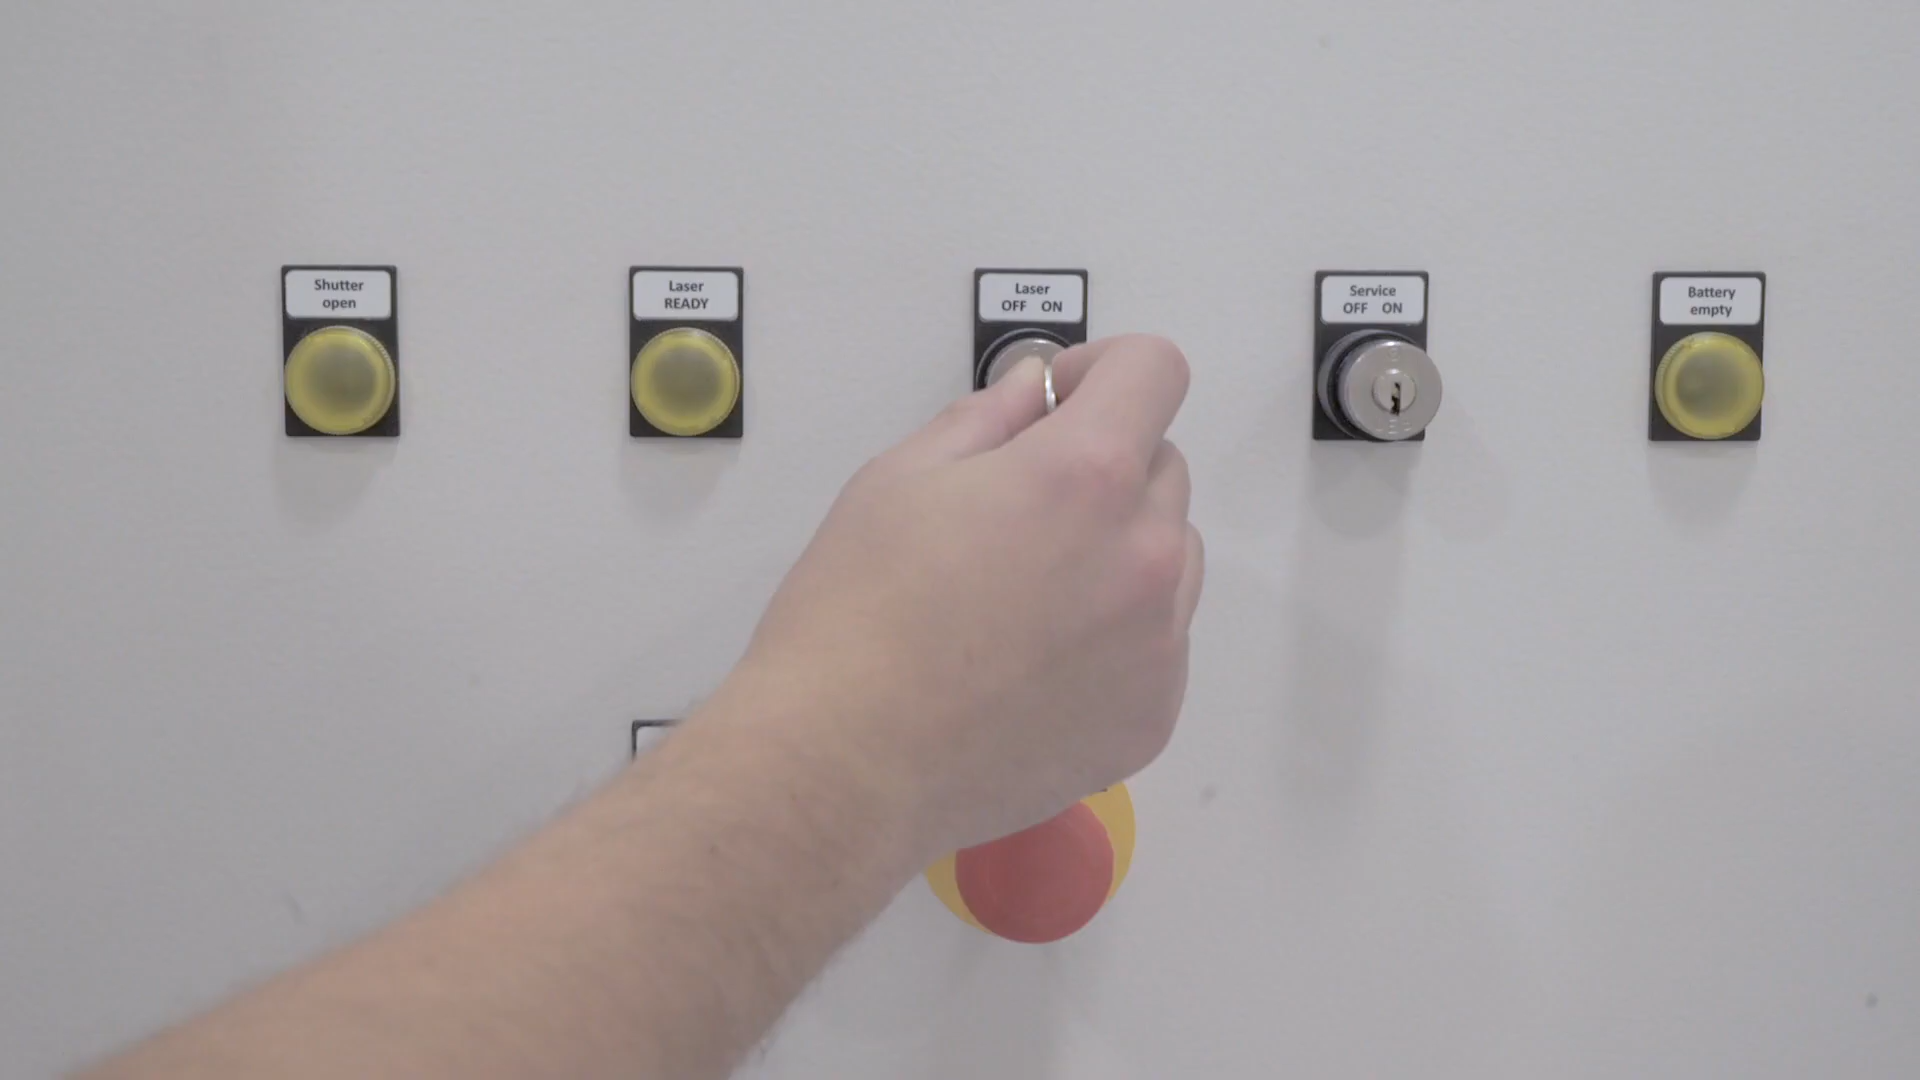 Shutter
open
Laser
READY
Laser
OFF ON
Service
OFF ON
Battery
empty